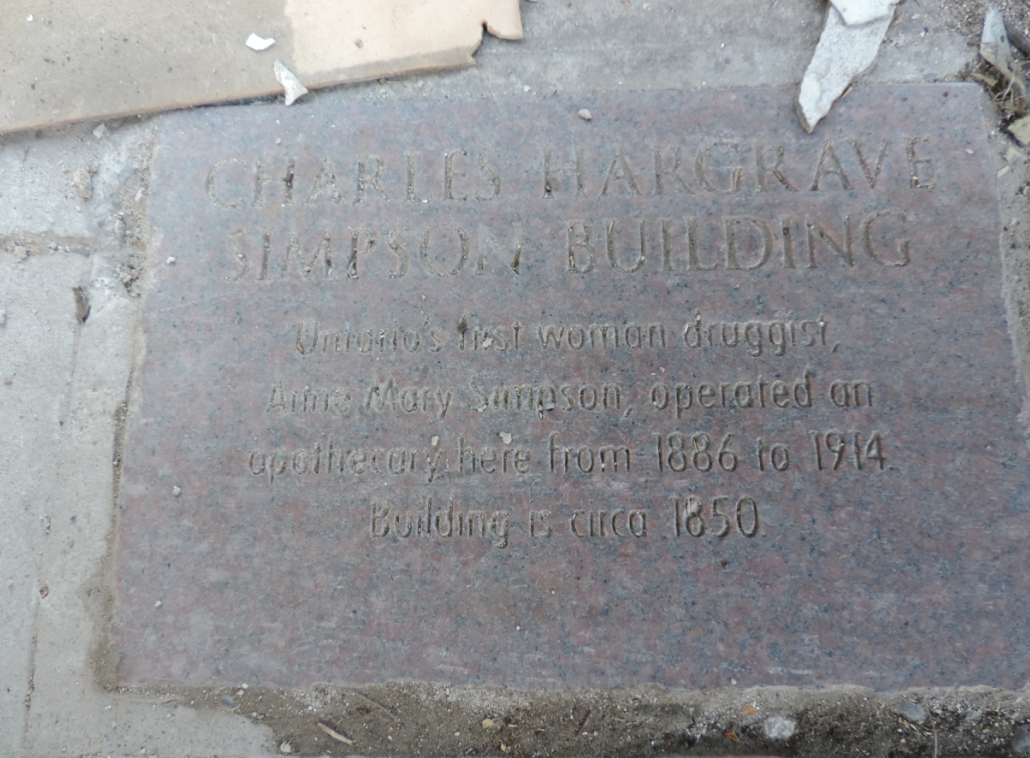 CHARLES HARGRAVE
SIMPSON BUILDING
Ontario's first woman druggist,
Anne Mary Simpson, operated an
apothecary here from 1886 to 1914.
Building is circa 1850.